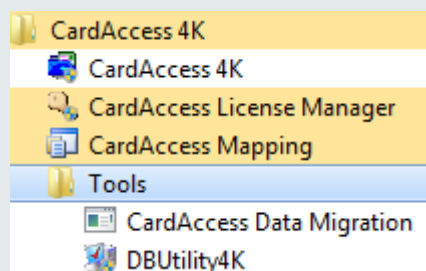 CardAccess 4K
CardAccess 4K
CardAccess License Manager
CardAccess Mapping
Tools
CardAccess Data Migration
DBUtility4K